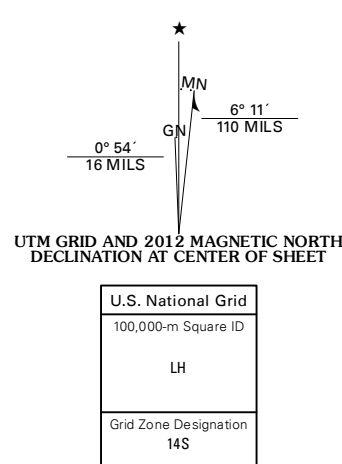 ★
MN
GN
6° 11´
110 MILS
0° 54´
16 MILS
UTM GRID AND 2012 MAGNETIC NORTH
DECLINATION AT CENTER OF SHEET
U.S. National Grid
100,000-m Square ID
LH
Grid Zone Designation
14S